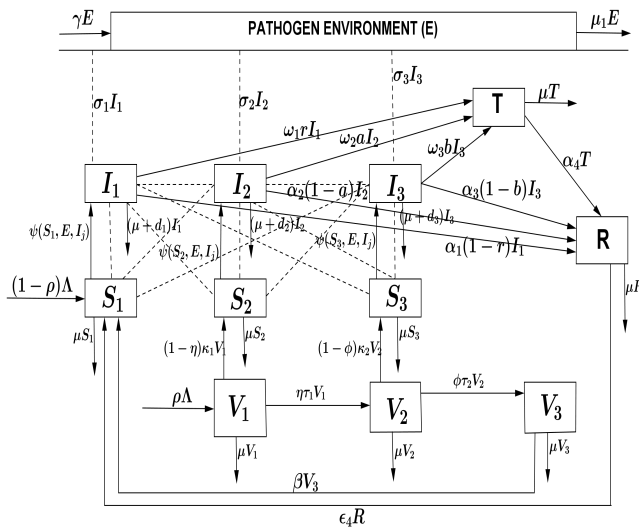 γE
PATHOGEN ENVIRONMENT (E)
μ₁E
σ₁I₁
σ₂I₂
σ₃I₃
T
μT
ω₁rI₁
ω₂aI₂
ω₃bI₃
α₄T
I₁
I₂
I₃
α₂(1−a)I₂
α₃(1−b)I₃
ψ(S₁, E, Iⱼ)
(μ+d₁)I₁
ψ(S₂, E, Iⱼ)
(μ+d₂)I₂
ψ(S₃, E, Iⱼ)
(μ+d₃)I₃
α₁(1−r)I₁
R
(1−ρ)Λ
S₁
S₂
S₃
μS₁
(1−η)κ₁V₁
μS₂
(1−ϕ)κ₂V₂
μS₃
ρΛ
V₁
ητ₁V₁
V₂
ϕτ₂V₂
V₃
μV₁
μV₂
μV₃
βV₃
ϵ₄R